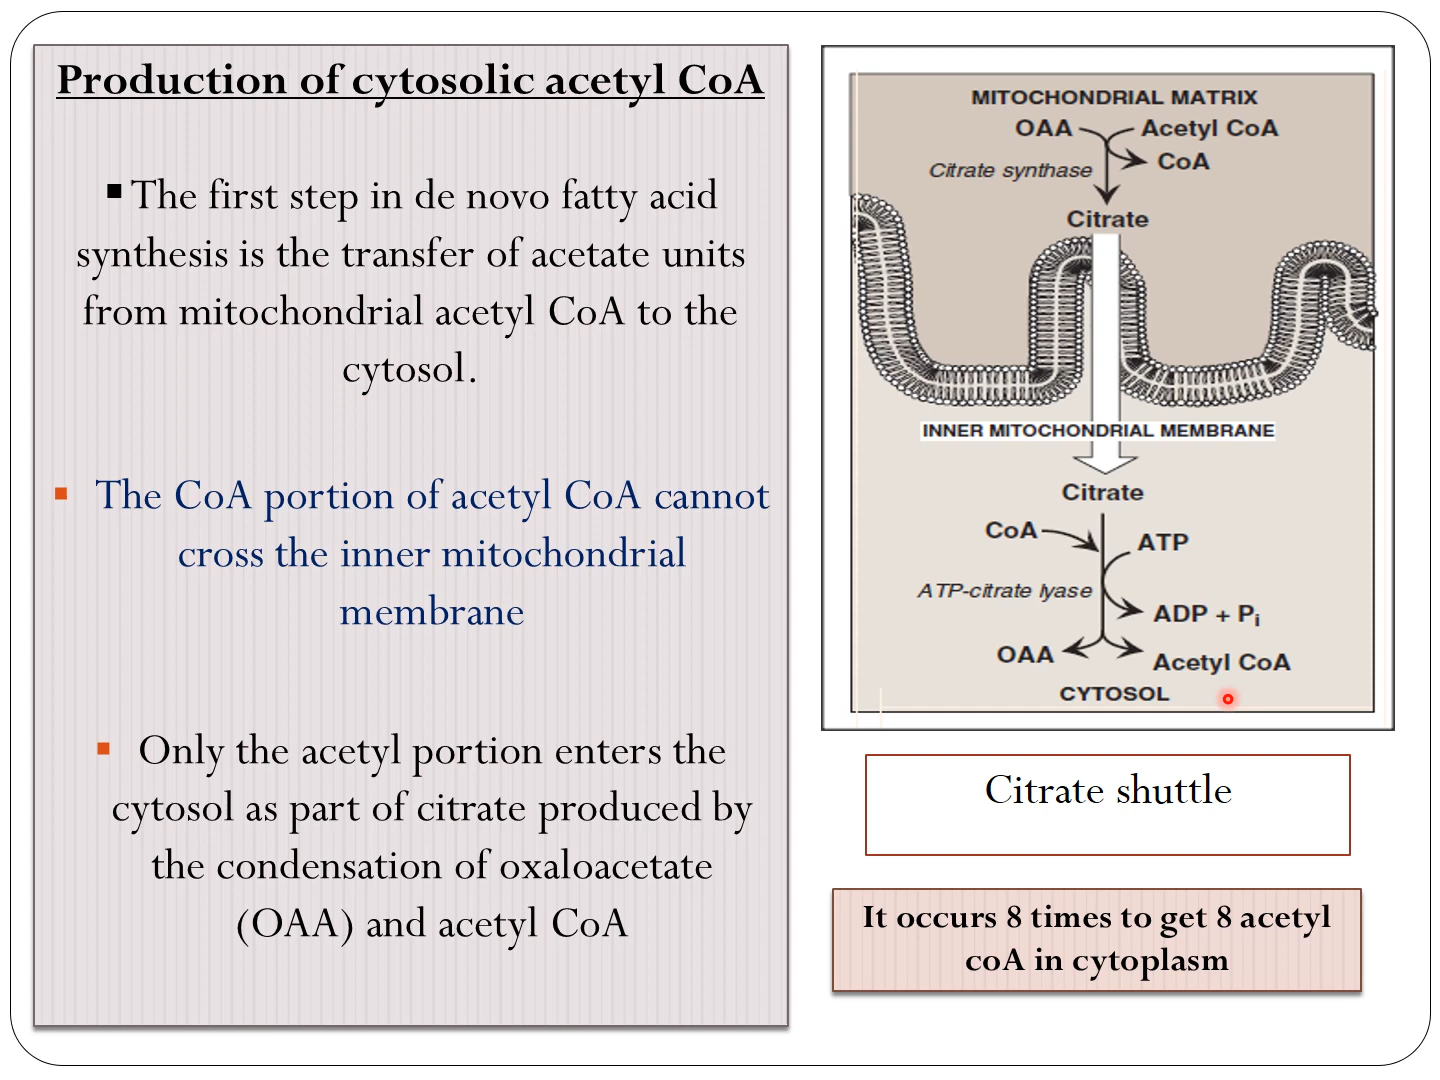 Production of cytosolic acetyl CoA
▪ The first step in de novo fatty acid
synthesis is the transfer of acetate units
from mitochondrial acetyl CoA to the
cytosol.
▪ The CoA portion of acetyl CoA cannot
cross the inner mitochondrial
membrane
▪ Only the acetyl portion enters the
cytosol as part of citrate produced by
the condensation of oxaloacetate
(OAA) and acetyl CoA
MITOCHONDRIAL MATRIX
OAA Acetyl CoA
CoA
Citrate synthase
Citrate
INNER MITOCHONDRIAL MEMBRANE
Citrate
CoA
ATP
ATP-citrate lyase
ADP + Pi
OAA
Acetyl CoA
CYTOSOL
Citrate shuttle
It occurs 8 times to get 8 acetyl
coA in cytoplasm